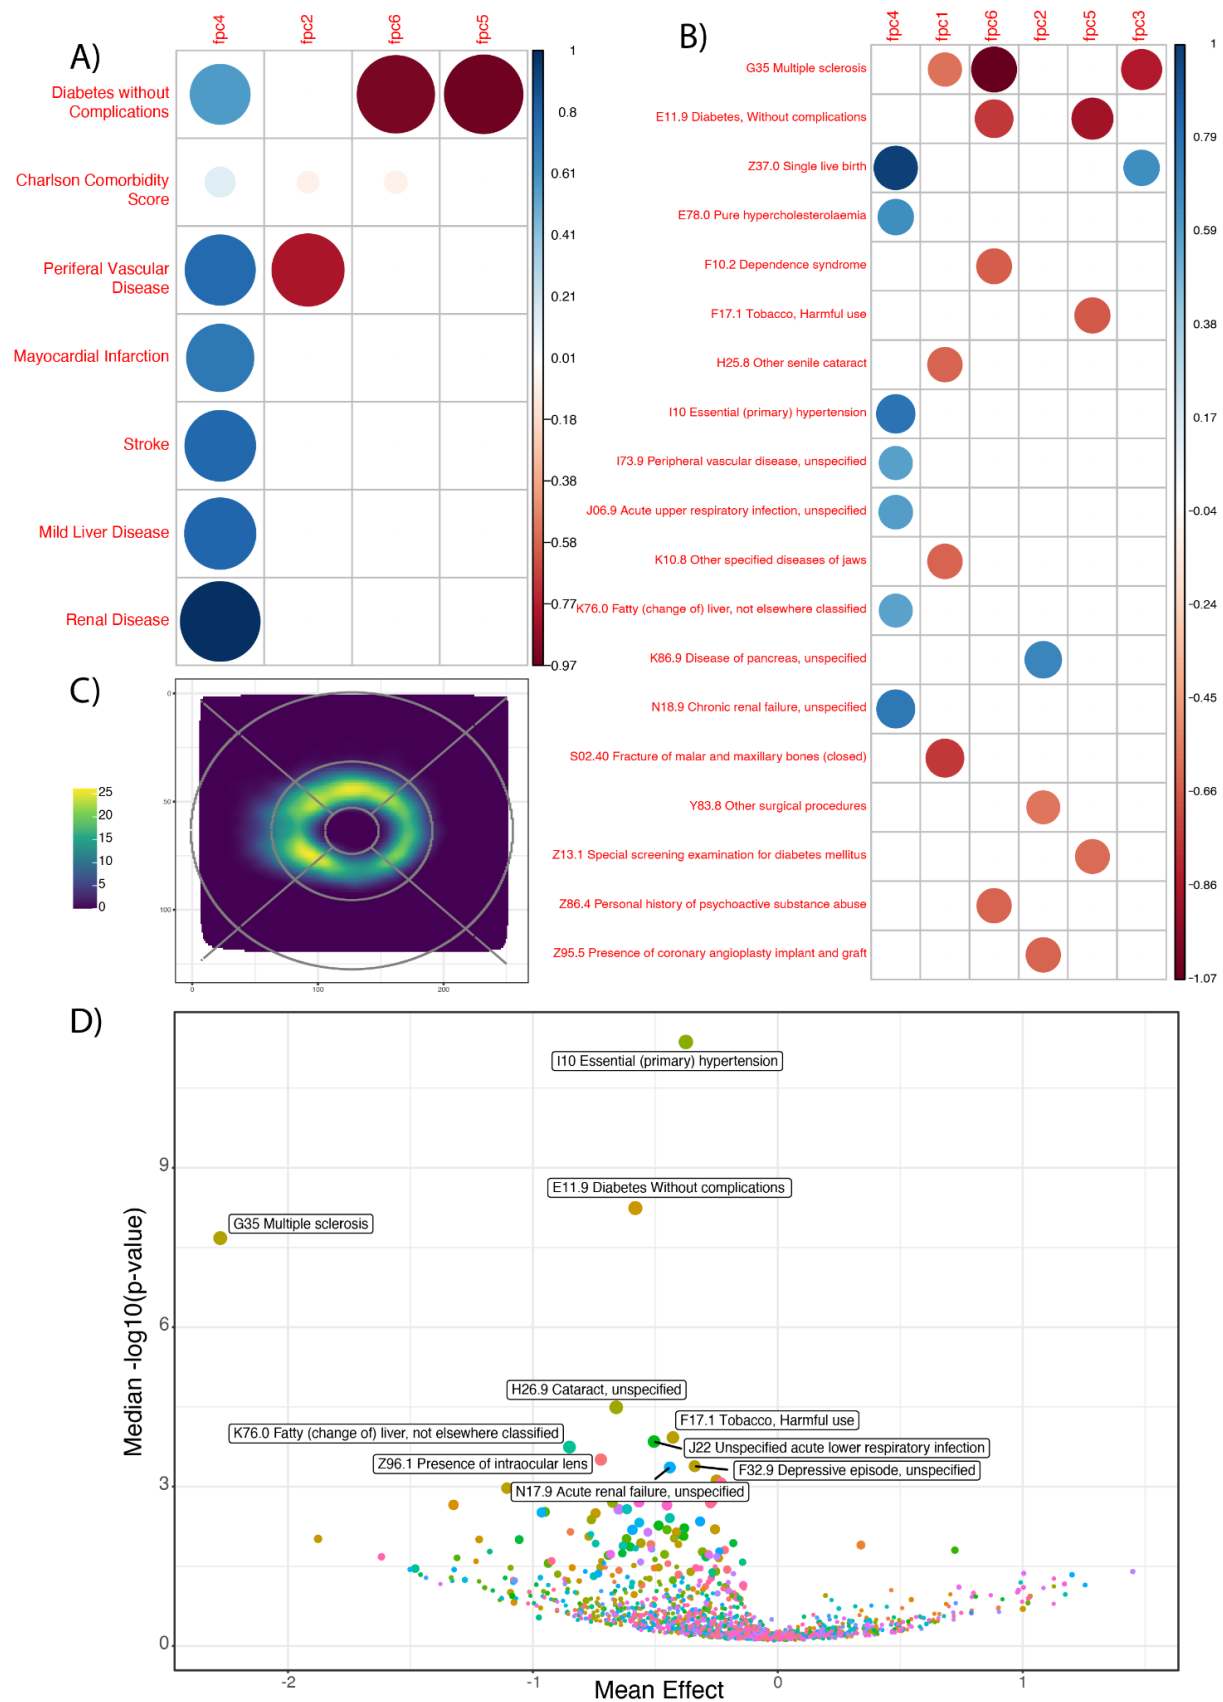 A)
fpc4
fpc2
fpc6
fpc5
Diabetes without
Complications
Charlson Comorbidity
Score
Periferal Vascular
Disease
Mayocardial Infarction
Stroke
Mild Liver Disease
Renal Disease
1
0.8
0.61
0.41
0.21
0.01
-0.18
-0.38
-0.58
-0.77
-0.97
B)
fpc4
fpc1
fpc6
fpc2
fpc5
fpc3
G35 Multiple sclerosis
E11.9 Diabetes, Without complications
Z37.0 Single live birth
E78.0 Pure hypercholesterolaemia
F10.2 Dependence syndrome
F17.1 Tobacco, Harmful use
H25.8 Other senile cataract
I10 Essential (primary) hypertension
I73.9 Peripheral vascular disease, unspecified
J06.9 Acute upper respiratory infection, unspecified
K10.8 Other specified diseases of jaws
K76.0 Fatty (change of) liver, not elsewhere classified
K86.9 Disease of pancreas, unspecified
N18.9 Chronic renal failure, unspecified
S02.40 Fracture of malar and maxillary bones (closed)
Y83.8 Other surgical procedures
Z13.1 Special screening examination for diabetes mellitus
Z86.4 Personal history of psychoactive substance abuse
Z95.5 Presence of coronary angioplasty implant and graft
1
0.79
0.59
0.38
0.17
-0.04
-0.24
-0.45
-0.66
-0.86
-1.07
C)
25
20
15
10
5
0
0
50
100
0
100
200
D)
Median -log10(p-value)
9
6
3
0
I10 Essential (primary) hypertension
E11.9 Diabetes Without complications
G35 Multiple sclerosis
H26.9 Cataract, unspecified
F17.1 Tobacco, Harmful use
K76.0 Fatty (change of) liver, not elsewhere classified
J22 Unspecified acute lower respiratory infection
Z96.1 Presence of intraocular lens
F32.9 Depressive episode, unspecified
N17.9 Acute renal failure, unspecified
-2
-1
0
1
Mean Effect